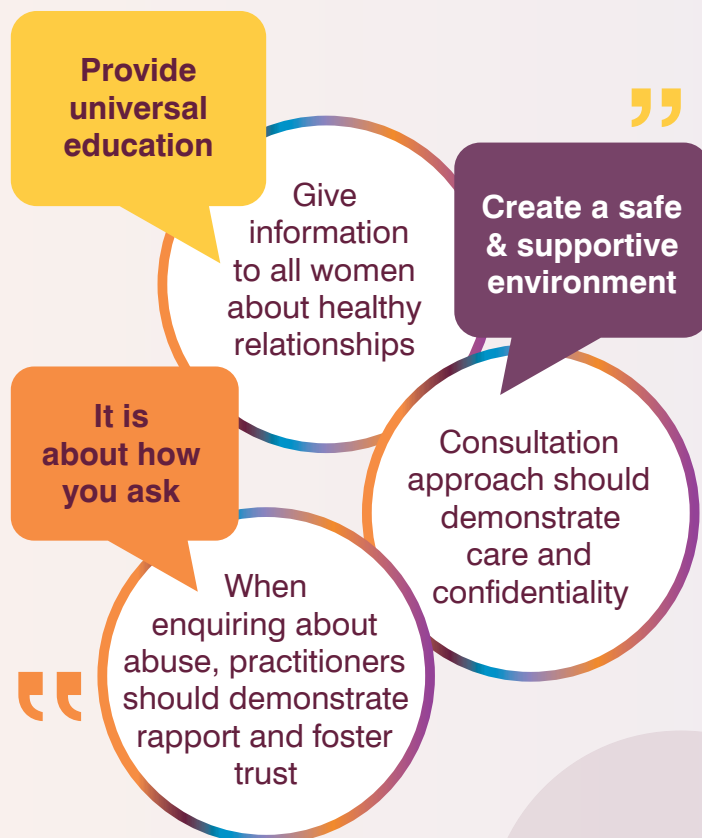 Provide
universal
education
Give
information
to all women
about healthy
relationships
”
Create a safe
& supportive
environment
Consultation
approach should
demonstrate
care and
confidentiality
It is
about how
you ask
When
enquiring about
abuse, practitioners
should demonstrate
rapport and foster
trust